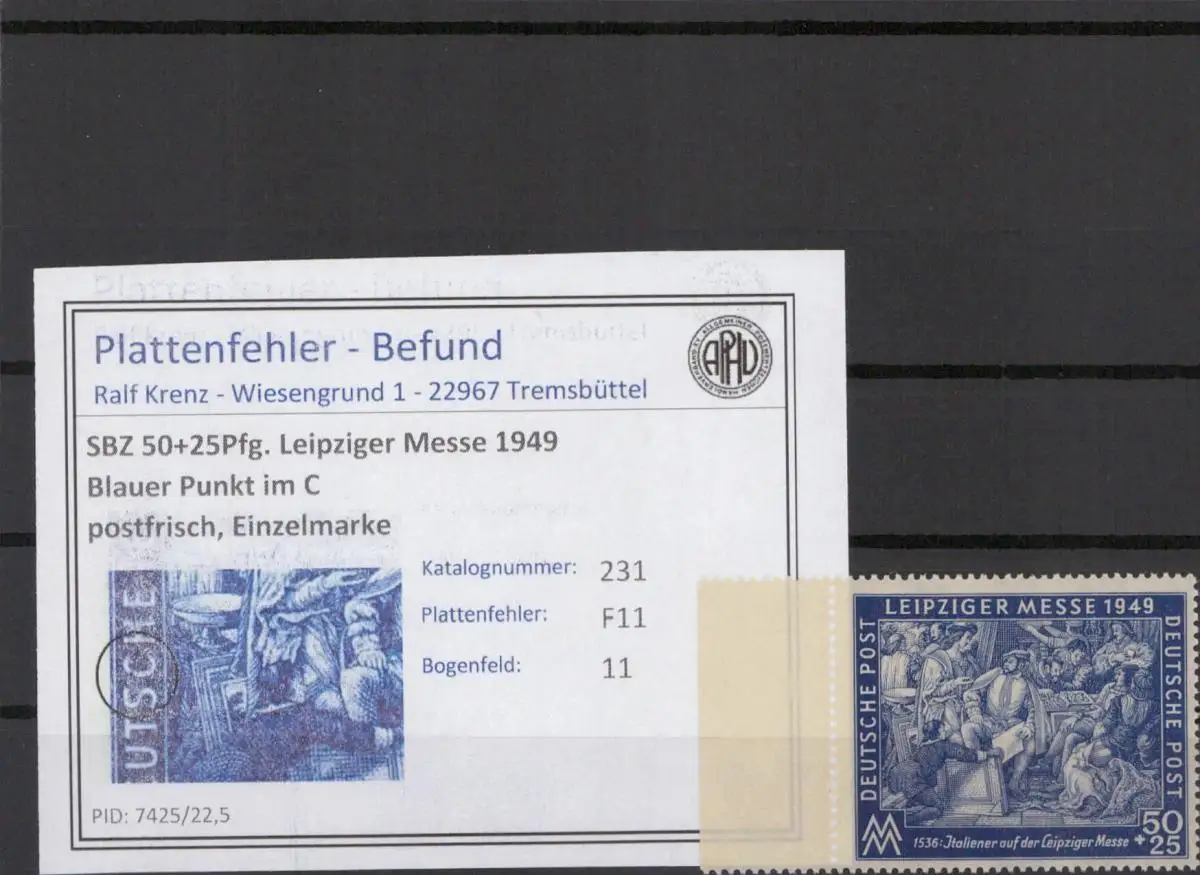 Plattenfehler - Befund
Ralf Krenz - Wiesengrund 1 - 22967 Tremsbüttel
APHV
SBZ 50+25Pfg. Leipziger Messe 1949
Blauer Punkt im C
postfrisch, Einzelmarke
UTSCHE
Katalognummer: 231
Plattenfehler: F11
Bogenfeld: 11
PID: 7425/22,5
LEIPZIGER MESSE 1949
DEUTSCHE POST
DEUTSCHE POST
1536: Italiener auf der Leipziger Messe
50
+25